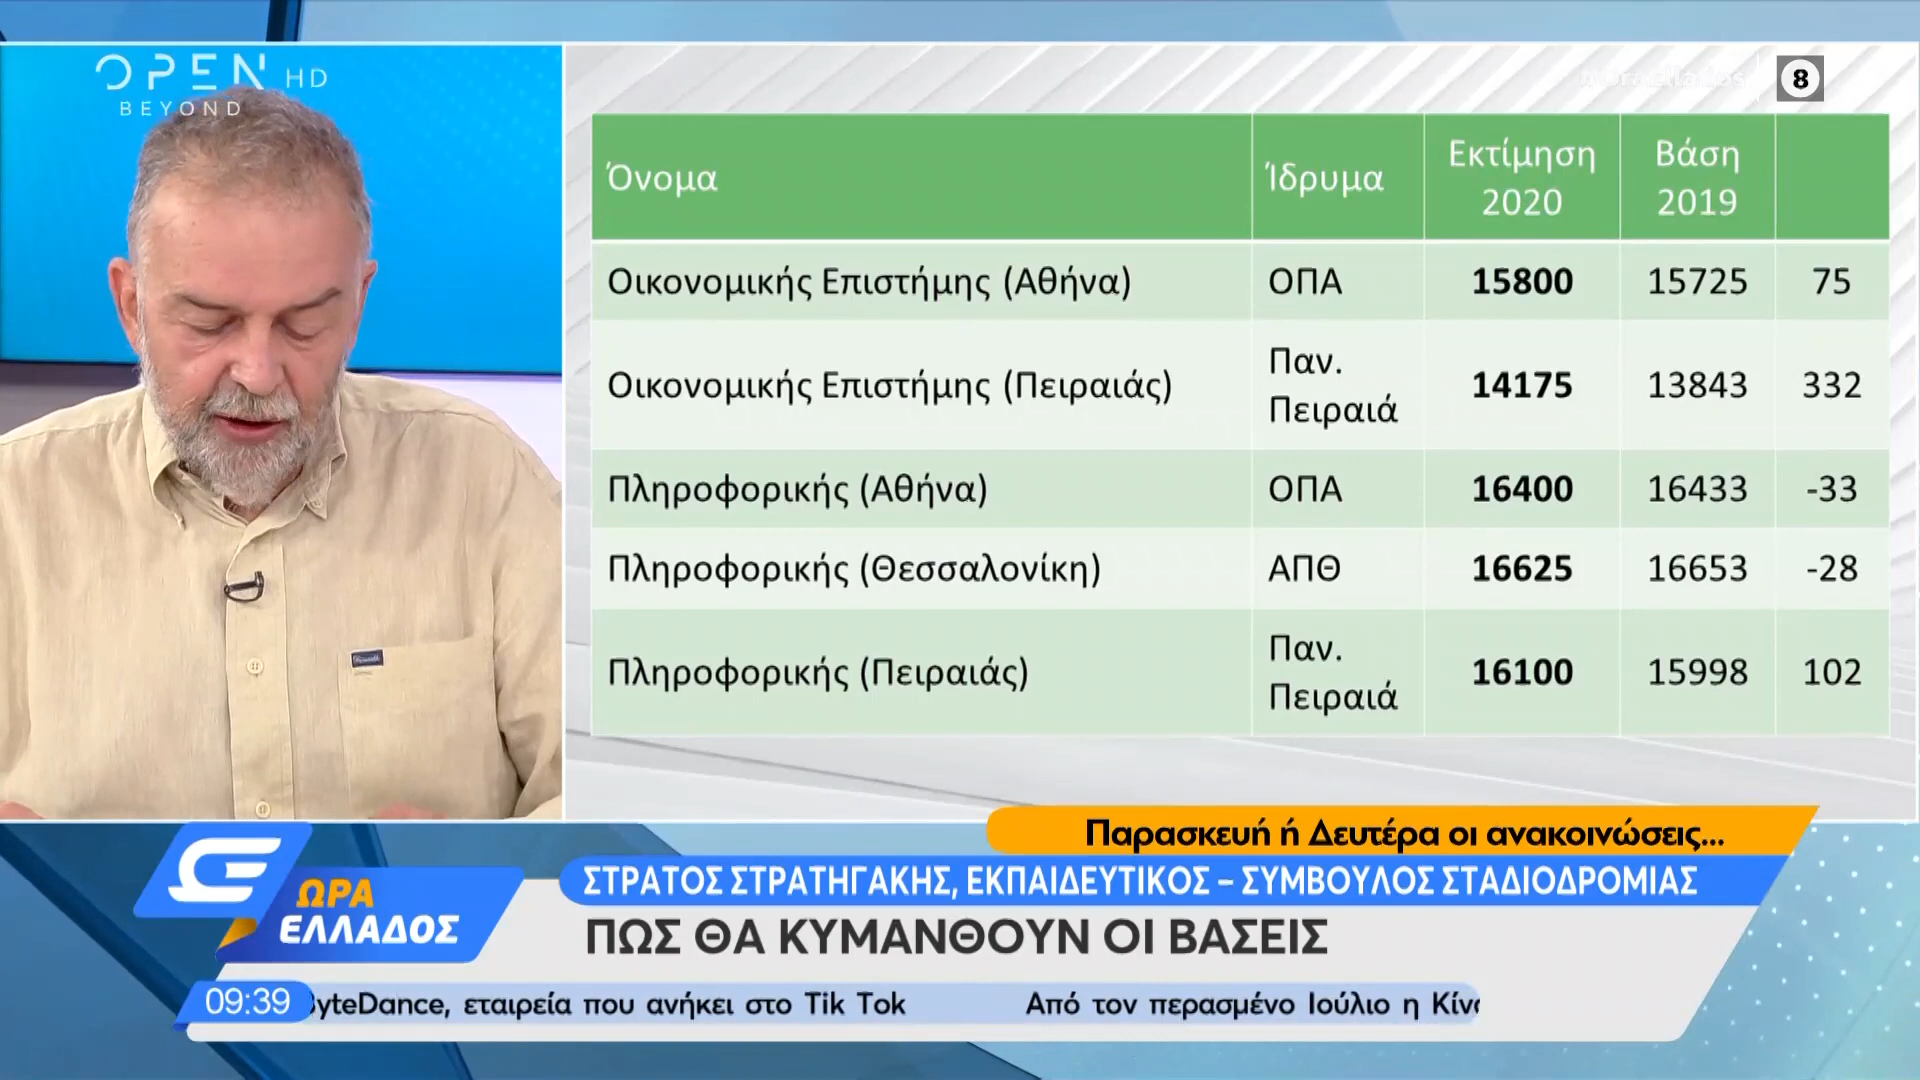 OPEN HD
BEYOND
8
Όνομα Ίδρυμα Εκτίμηση 2020 Βάση 2019
Οικονομικής Επιστήμης (Αθήνα) ΟΠΑ 15800 15725 75
Οικονομικής Επιστήμης (Πειραιάς) Παν. Πειραιά 14175 13843 332
Πληροφορικής (Αθήνα) ΟΠΑ 16400 16433 -33
Πληροφορικής (Θεσσαλονίκη) ΑΠΘ 16625 16653 -28
Πληροφορικής (Πειραιάς) Παν. Πειραιά 16100 15998 102
Παρασκευή ή Δευτέρα οι ανακοινώσεις...
ΣΤΡΑΤΟΣ ΣΤΡΑΤΗΓΑΚΗΣ, ΕΚΠΑΙΔΕΥΤΙΚΟΣ – ΣΥΜΒΟΥΛΟΣ ΣΤΑΔΙΟΔΡΟΜΙΑΣ
ΩΡΑ
ΕΛΛΑΔΟΣ
ΠΩΣ ΘΑ ΚΥΜΑΝΘΟΥΝ ΟΙ ΒΑΣΕΙΣ
09:39 ByteDance, εταιρεία που ανήκει στο Tik Tok Από τον περασμένο Ιούλιο η